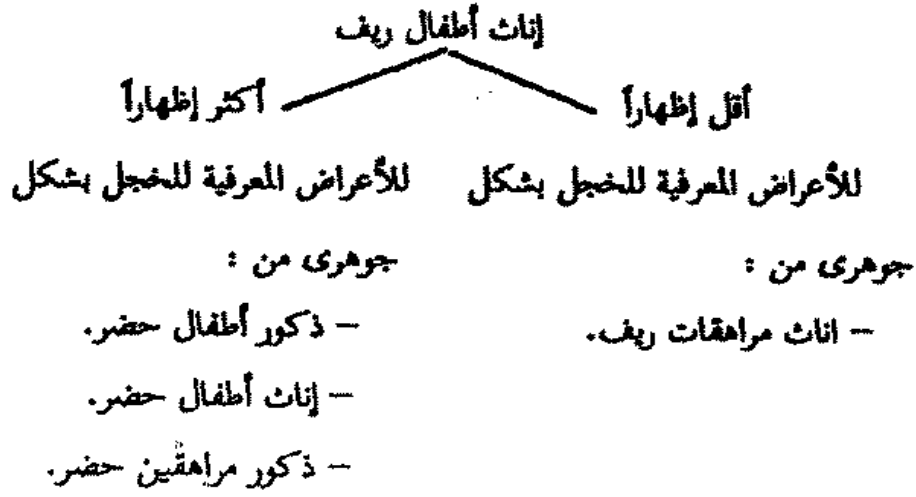 إناث أطفال ريف
أقل إظهاراً
للأعراض المعرفية للخجل بشكل
جوهرى من :
– اناث مراهقات ريف.
أكثر إظهاراً
للأعراض المعرفية للخجل بشكل
جوهرى من :
– ذكور أطفال حضر.
– إناث أطفال حضر.
– ذكور مراهقين حضر.